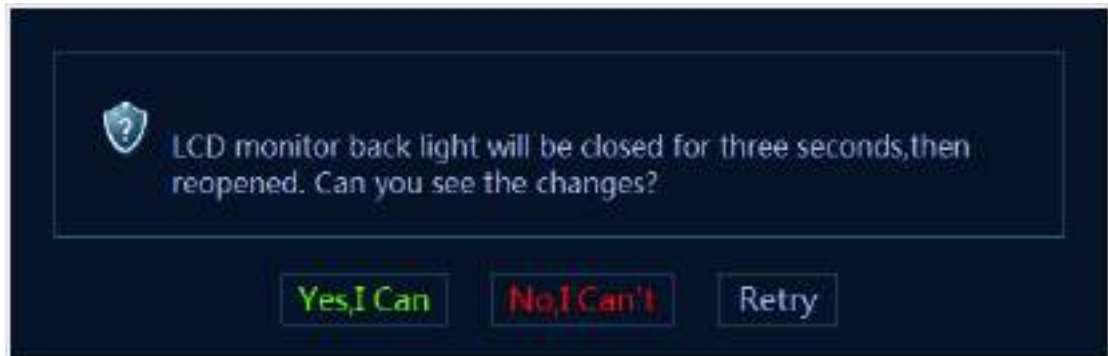 LCD monitor back light will be closed for three seconds,then
reopened. Can you see the changes?
Yes,I Can No,I Can't Retry